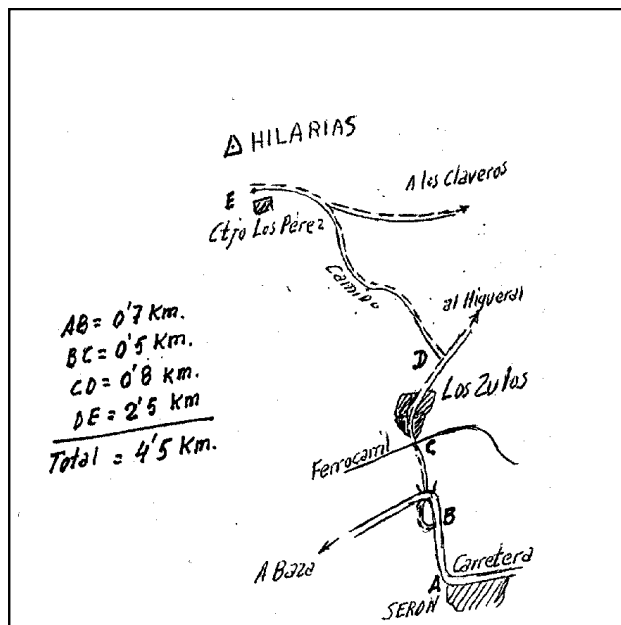 HILARIAS
A los Claveros
E
Ctjo Los Pérez
Camino
al Higueral
AB = 0'7 Km.
BC = 0'5 Km.
CD = 0'8 Km.
DE = 2'5 Km
Total = 4'5 Km.
D
Los Zulos
Ferrocarril
C
B
A Baza
Carretera
A
SERÓN